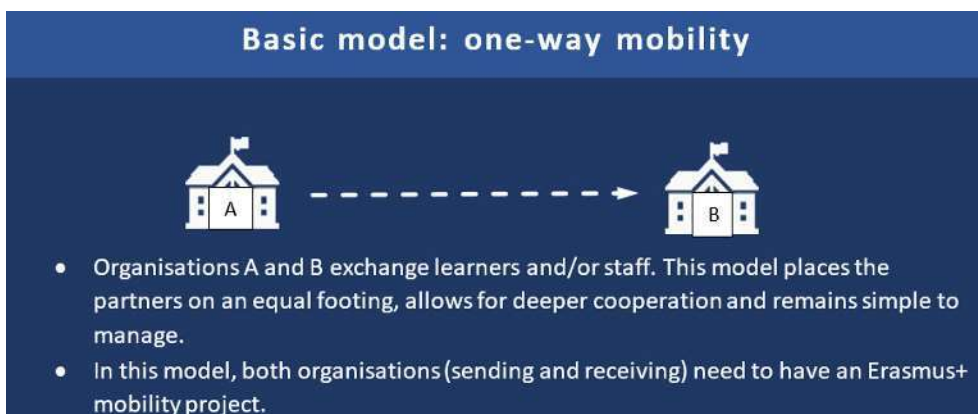 Basic model: one-way mobility
A
B
• Organisations A and B exchange learners and/or staff. This model places the
partners on an equal footing, allows for deeper cooperation and remains simple to
manage.
• In this model, both organisations (sending and receiving) need to have an Erasmus+
mobility project.